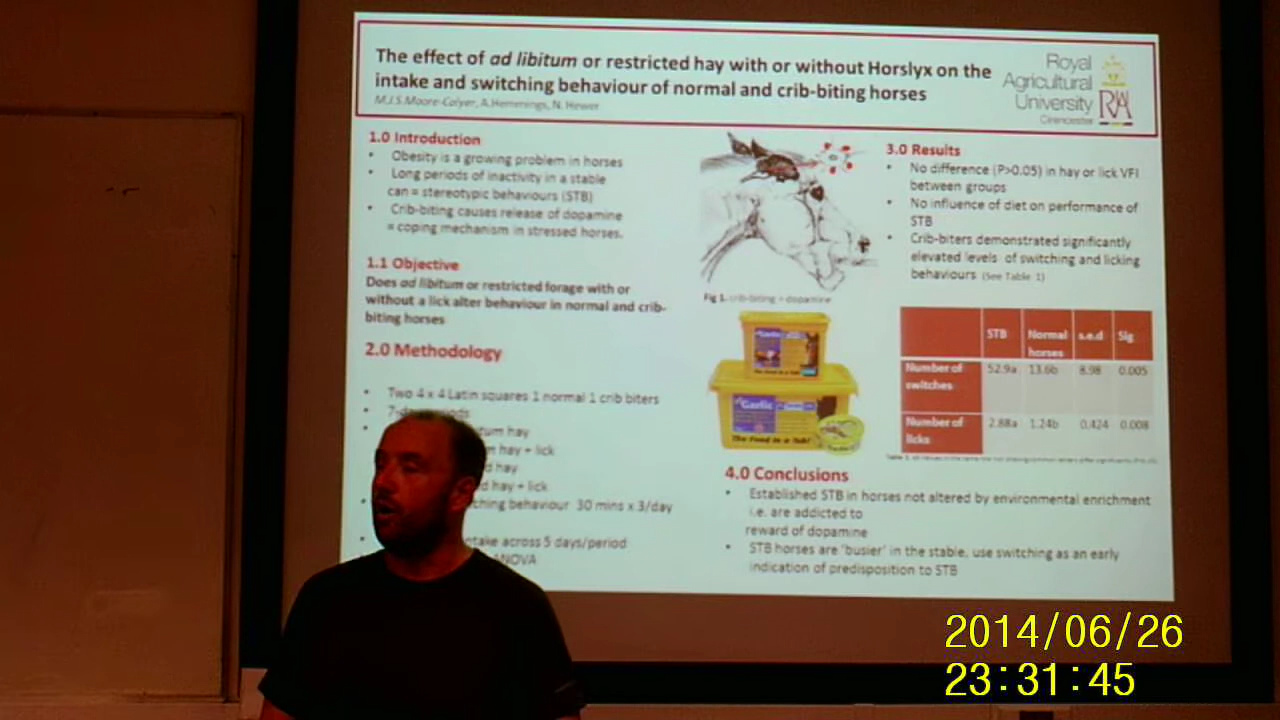 The effect of ad libitum or restricted hay with or without Horslyx on the
intake and switching behaviour of normal and crib-biting horses
M.J.S.Moore-Colyer, A.Hemmings, N. Hewer
Royal
Agricultural
University
Cirencester
1.0 Introduction
• Obesity is a growing problem in horses
• Long periods of inactivity in a stable
can = stereotypic behaviours (STB)
• Crib-biting causes release of dopamine
= coping mechanism in stressed horses.
1.1 Objective
Does ad libitum or restricted forage with or
without a lick alter behaviour in normal and crib-
biting horses
2.0 Methodology
• Two 4 x 4 Latin squares 1 normal 1 crib biters
• 7-
hay
hay + lick
hay
hay + lick
behaviour 30 mins x 3/day
across 5 days/period
ANOVA
Fig 1. crib-biting = dopamine
Garlic
3.0 Results
• No difference (P>0.05) in hay or lick VFI
between groups
• No influence of diet on performance of
STB
• Crib-biters demonstrated significantly
elevated levels of switching and licking
behaviours (See Table 1)
STB Normal horses s.e.d Sig
Number of switches 52.9a 13.6b 8.98 0.005
Number of licks 2.88a 1.24b 0.424 0.008
4.0 Conclusions
• Established STB in horses not altered by environmental enrichment
i.e. are addicted to
reward of dopamine
• STB horses are 'busier' in the stable, use switching as an early
indication of predisposition to STB
2014/06/26
23:31:45